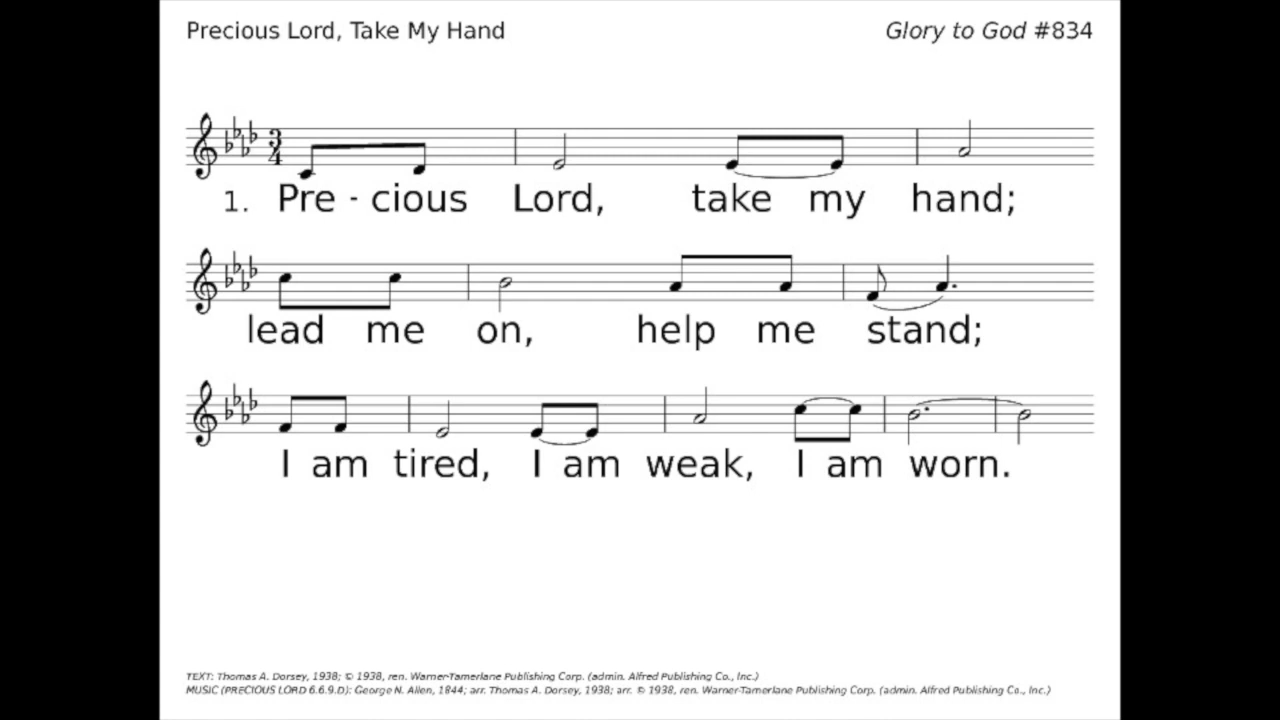 Precious Lord, Take My Hand
Glory to God #834
3
4
1. Pre - cious Lord, take my hand;
lead me on, help me stand;
I am tired, I am weak, I am worn.
TEXT: Thomas A. Dorsey, 1938; © 1938, ren. Warner-Tamerlane Publishing Corp. (admin. Alfred Publishing Co., Inc.)
MUSIC (PRECIOUS LORD 6.6.9.D): George N. Allen, 1844; arr. Thomas A. Dorsey, 1938; arr. © 1938, ren. Warner-Tamerlane Publishing Corp. (admin. Alfred Publishing Co., Inc.)